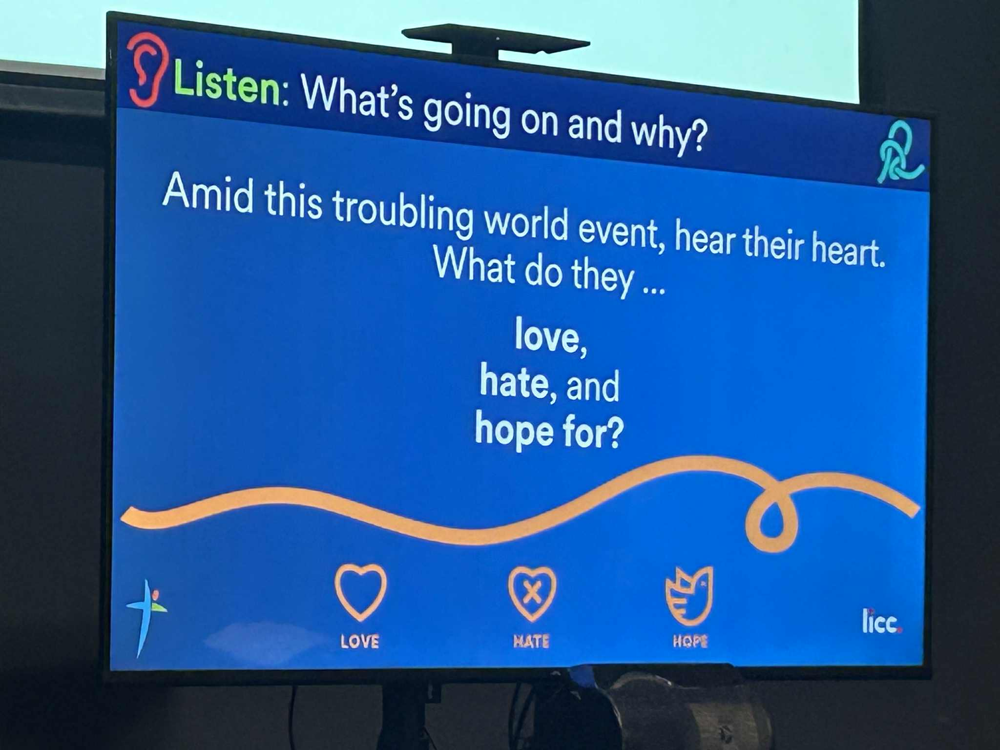 Listen: What's going on and why?
Amid this troubling world event, hear their heart.
What do they ...
love,
hate, and
hope for?
LOVE
HATE
HOPE
licc.